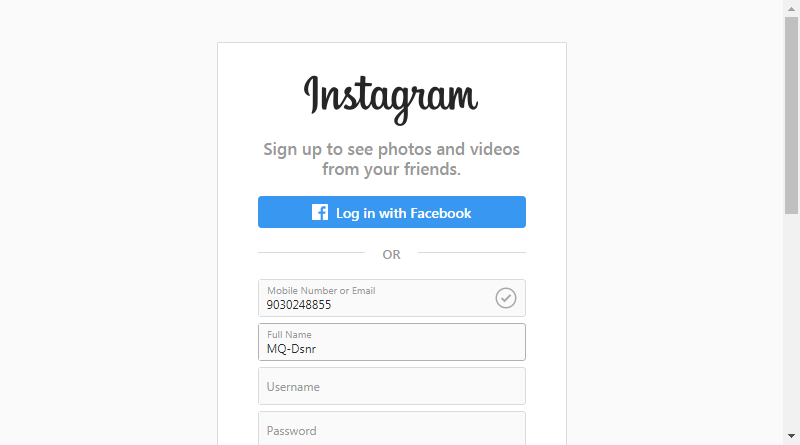 Instagram
Sign up to see photos and videos
from your friends.
Log in with Facebook
OR
Mobile Number or Email
9030248855
Full Name
MQ-Dsnr
Username
Password